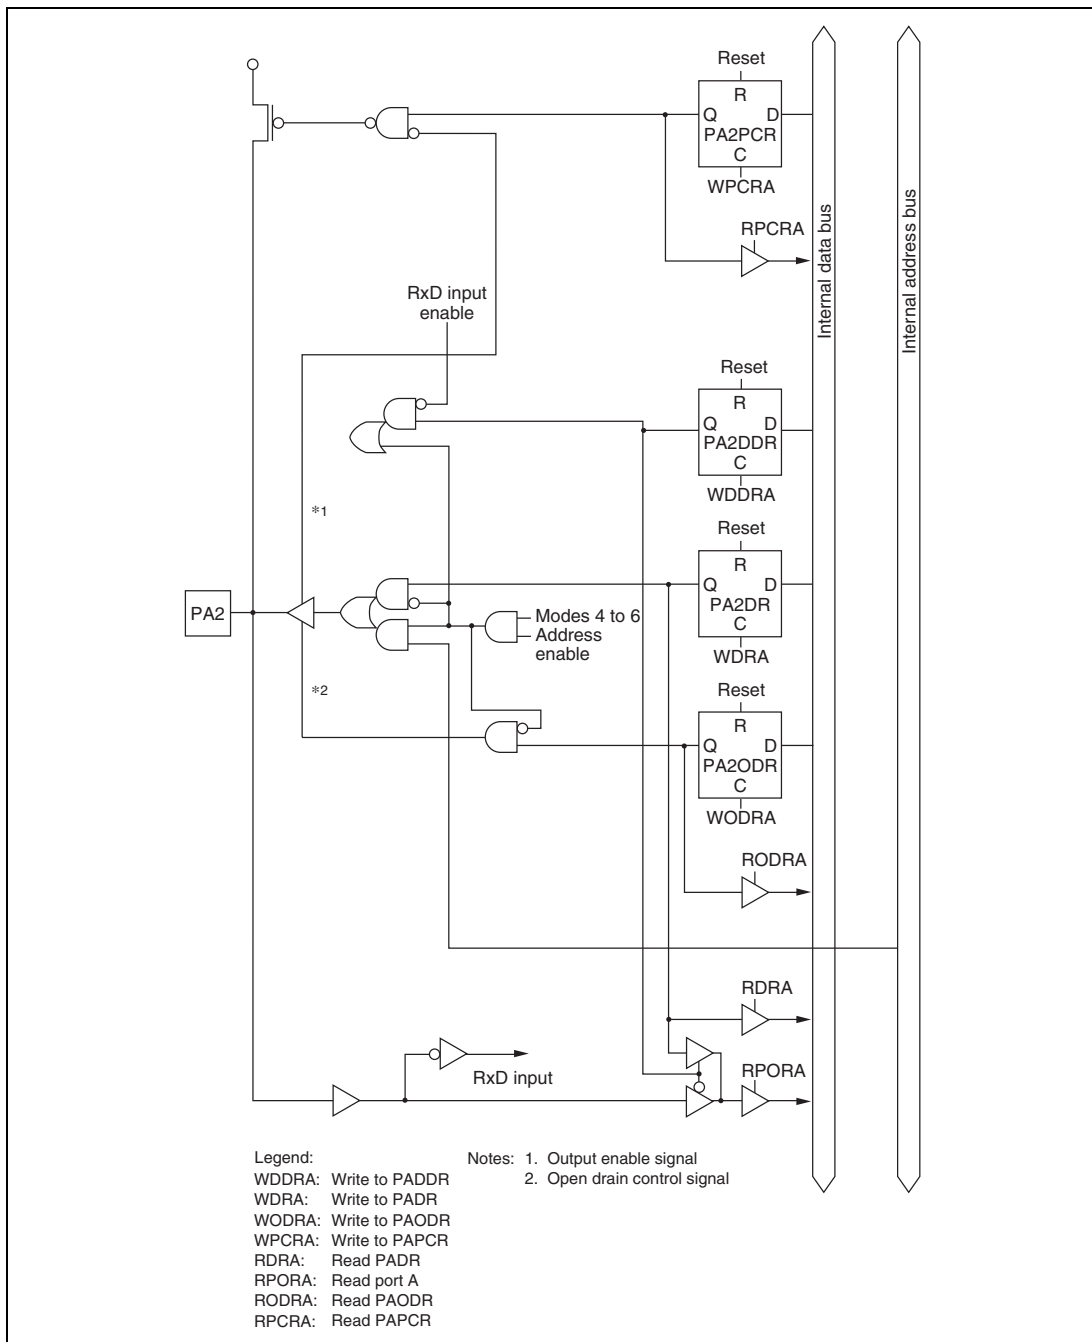 Reset
R
Q D
PA2PCR
C
WPCRA
RPCRA
Internal data bus
Internal address bus
RxD input
enable
Reset
R
Q D
PA2DDR
C
WDDRA
*1
Reset
R
Q D
PA2DR
C
WDRA
PA2
Modes 4 to 6
Address
enable
*2
Reset
R
Q D
PA2ODR
C
WODRA
RODRA
RDRA
RPORA
RxD input
Legend:
WDDRA: Write to PADDR
WDRA: Write to PADR
WODRA: Write to PAODR
WPCRA: Write to PAPCR
RDRA: Read PADR
RPORA: Read port A
RODRA: Read PAODR
RPCRA: Read PAPCR
Notes: 1. Output enable signal
2. Open drain control signal